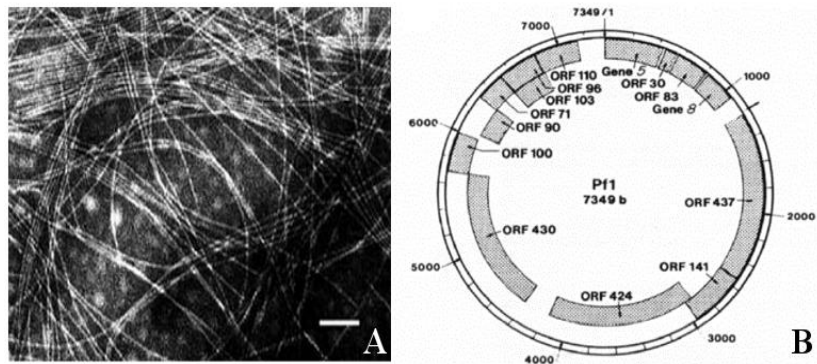 A
7349/1
7000
1000
6000
2000
5000
3000
4000
Gene 5
ORF 30
ORF 83
Gene 8
ORF 110
ORF 96
ORF 103
ORF 71
ORF 90
ORF 100
ORF 437
ORF 430
ORF 141
ORF 424
Pf1
7349 b
B